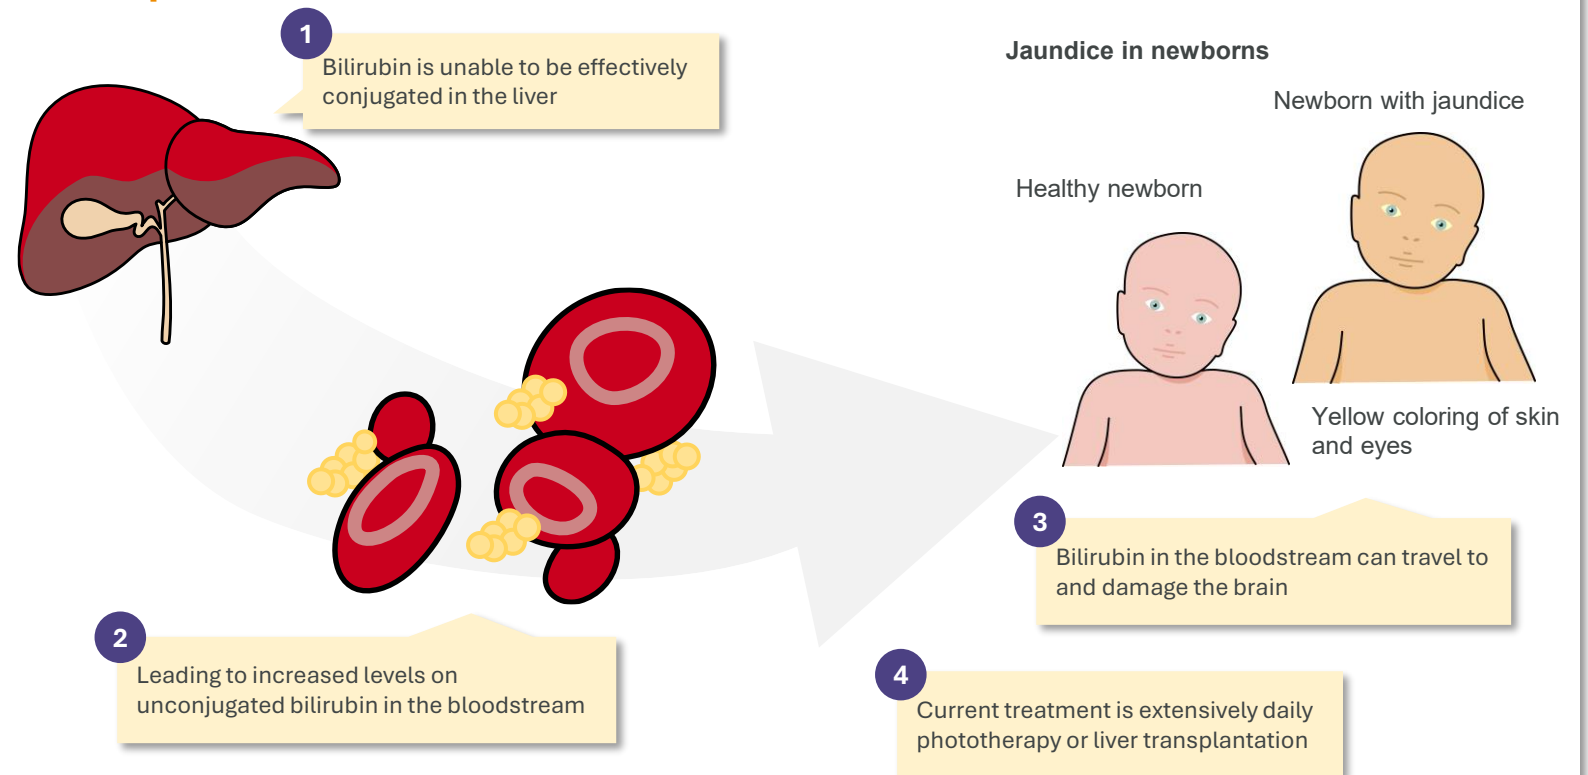 1
Bilirubin is unable to be effectively
conjugated in the liver
Jaundice in newborns
Newborn with jaundice
Healthy newborn
Yellow coloring of skin
and eyes
2
Leading to increased levels on
unconjugated bilirubin in the bloodstream
3
Bilirubin in the bloodstream can travel to
and damage the brain
4
Current treatment is extensively daily
phototherapy or liver transplantation